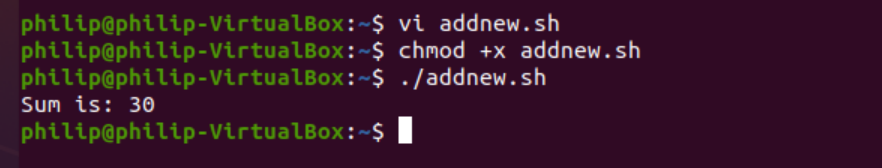 philip@philip-VirtualBox:~$ vi addnew.sh
philip@philip-VirtualBox:~$ chmod +x addnew.sh
philip@philip-VirtualBox:~$ ./addnew.sh
Sum is: 30
philip@philip-VirtualBox:~$